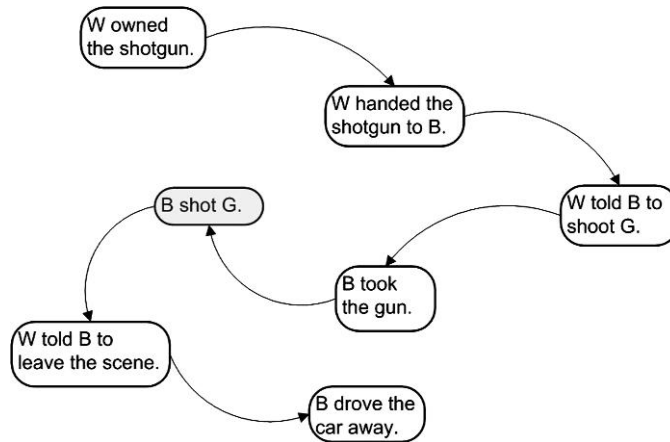 W owned
the shotgun.
W handed the
shotgun to B.
W told B to
shoot G.
B took
the gun.
B shot G.
W told B to
leave the scene.
B drove the
car away.